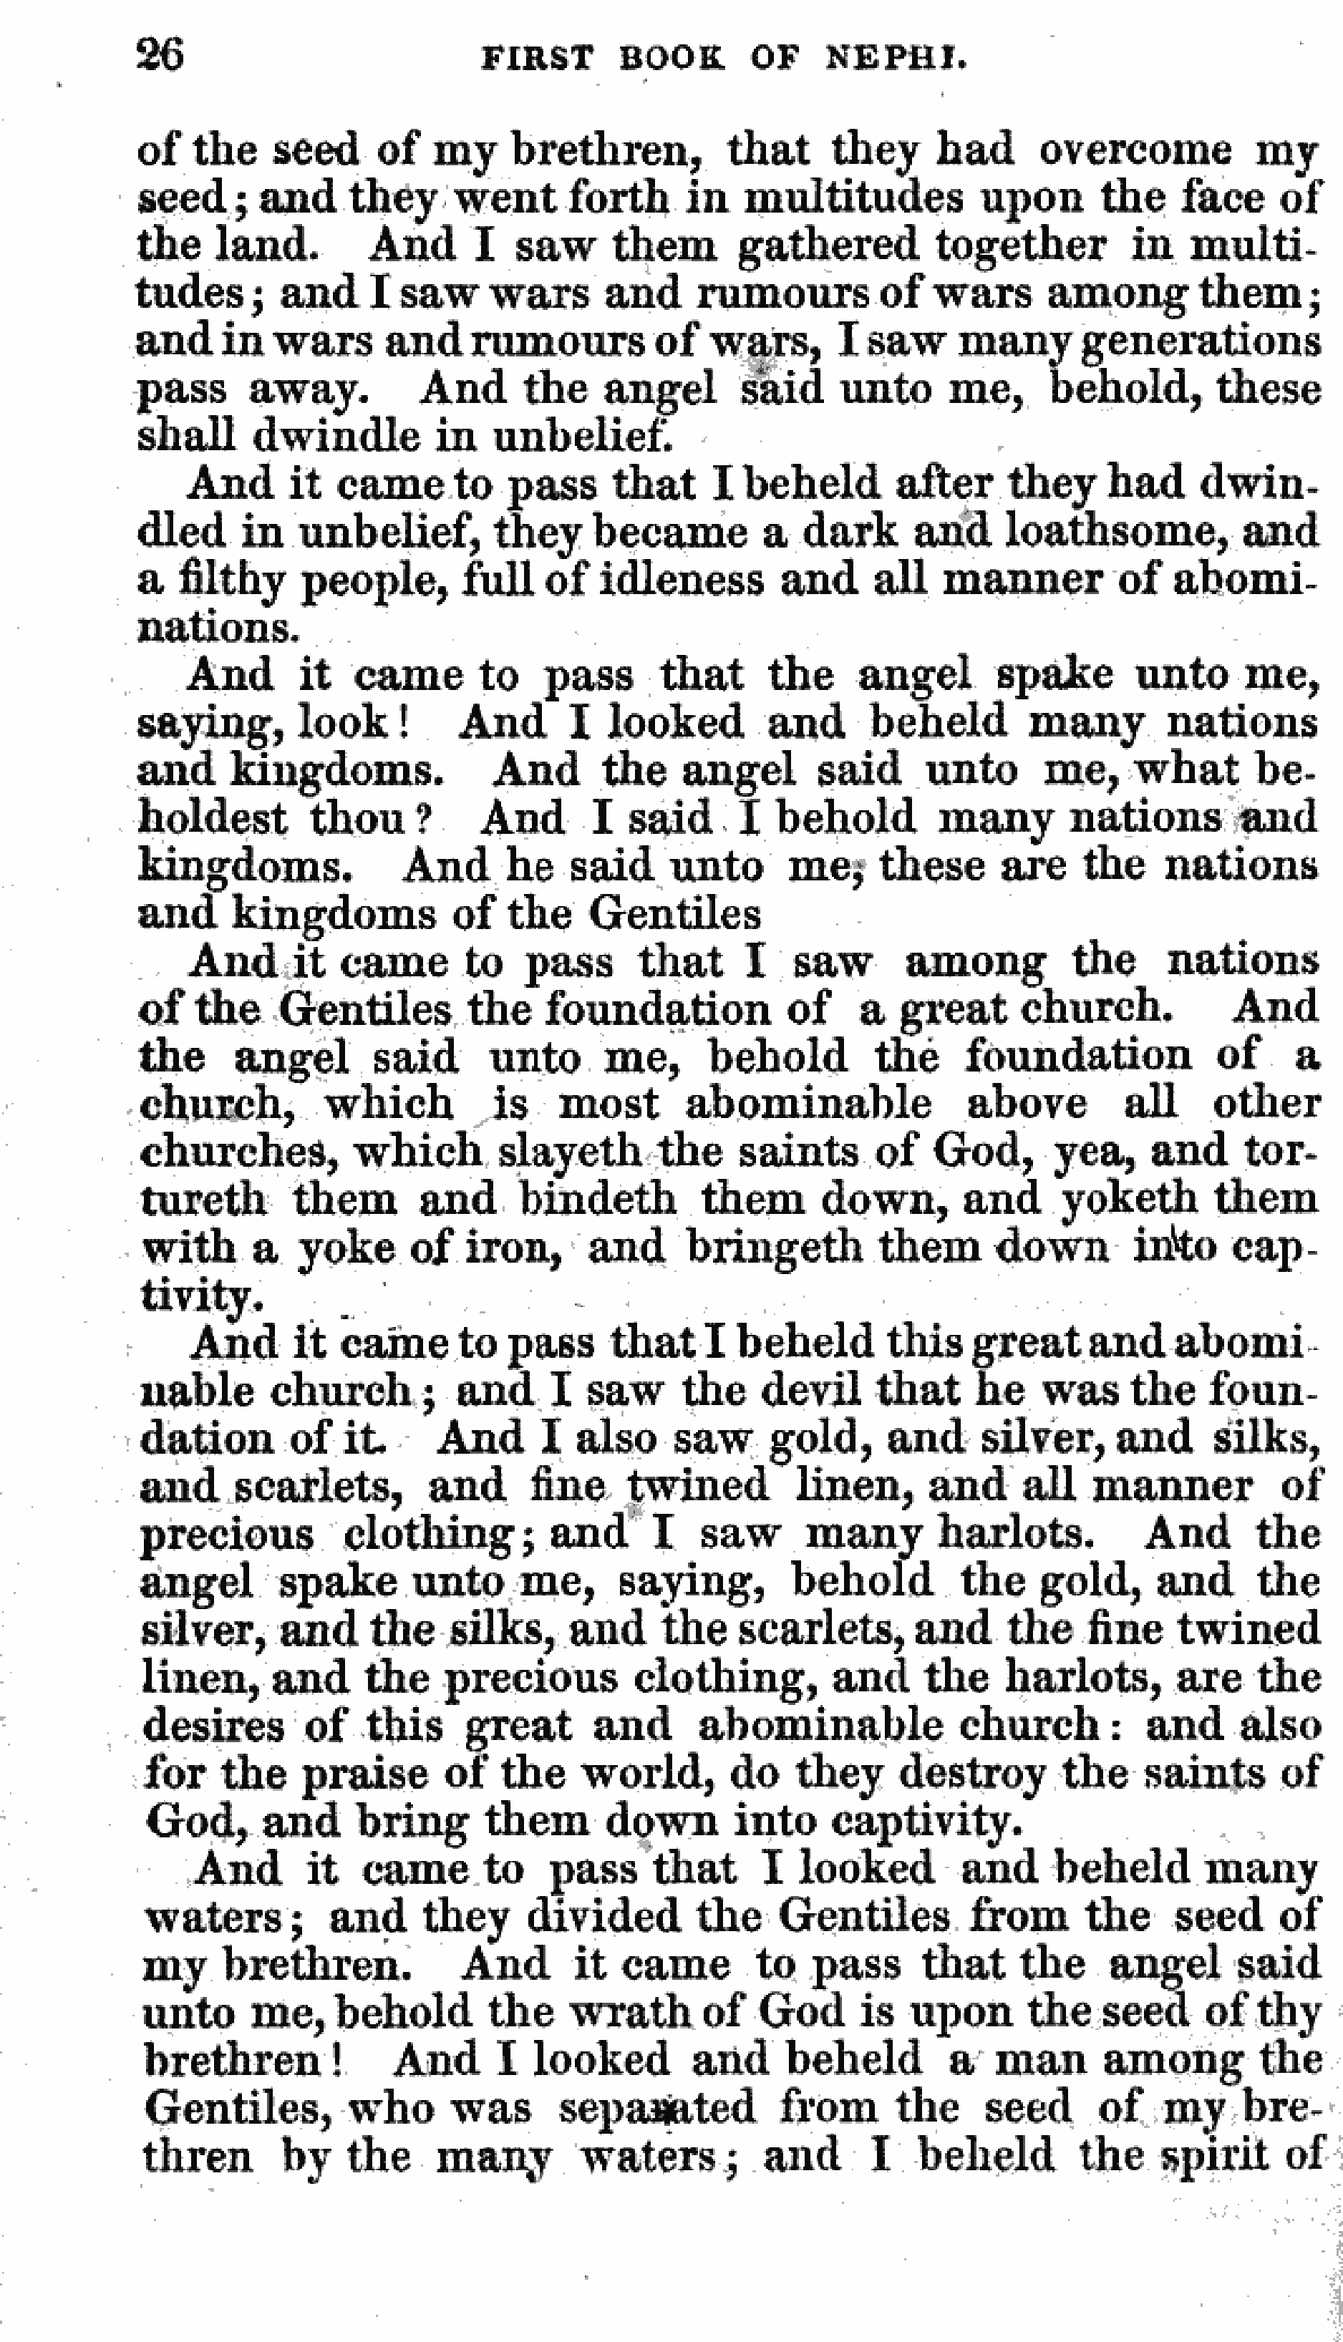 26 FIRST BOOK OF NEPHI.
of the seed of my brethren, that they had overcome my
seed; and they went forth in multitudes upon the face of
the land. And I saw them gathered together in multi-
tudes; and I saw wars and rumours of wars among them;
and in wars and rumours of wars, I saw many generations
pass away. And the angel said unto me, behold, these
shall dwindle in unbelief.
And it came to pass that I beheld after they had dwin-
dled in unbelief, they became a dark and loathsome, and
a filthy people, full of idleness and all manner of abomi-
nations.
And it came to pass that the angel spake unto me,
saying, look! And I looked and beheld many nations
and kingdoms. And the angel said unto me, what be-
holdest thou? And I said I behold many nations and
kingdoms. And he said unto me, these are the nations
and kingdoms of the Gentiles
And it came to pass that I saw among the nations
of the Gentiles the foundation of a great church. And
the angel said unto me, behold the foundation of a
church, which is most abominable above all other
churches, which slayeth the saints of God, yea, and tor-
tureth them and bindeth them down, and yoketh them
with a yoke of iron, and bringeth them down into cap-
tivity.
And it came to pass that I beheld this great and abomi-
nable church; and I saw the devil that he was the foun-
dation of it. And I also saw gold, and silver, and silks,
and scarlets, and fine twined linen, and all manner of
precious clothing; and I saw many harlots. And the
angel spake unto me, saying, behold the gold, and the
silver, and the silks, and the scarlets, and the fine twined
linen, and the precious clothing, and the harlots, are the
desires of this great and abominable church: and also
for the praise of the world, do they destroy the saints of
God, and bring them down into captivity.
And it came to pass that I looked and beheld many
waters; and they divided the Gentiles from the seed of
my brethren. And it came to pass that the angel said
unto me, behold the wrath of God is upon the seed of thy
brethren! And I looked and beheld a man among the
Gentiles, who was separated from the seed of my bre-
thren by the many waters; and I beheld the spirit of